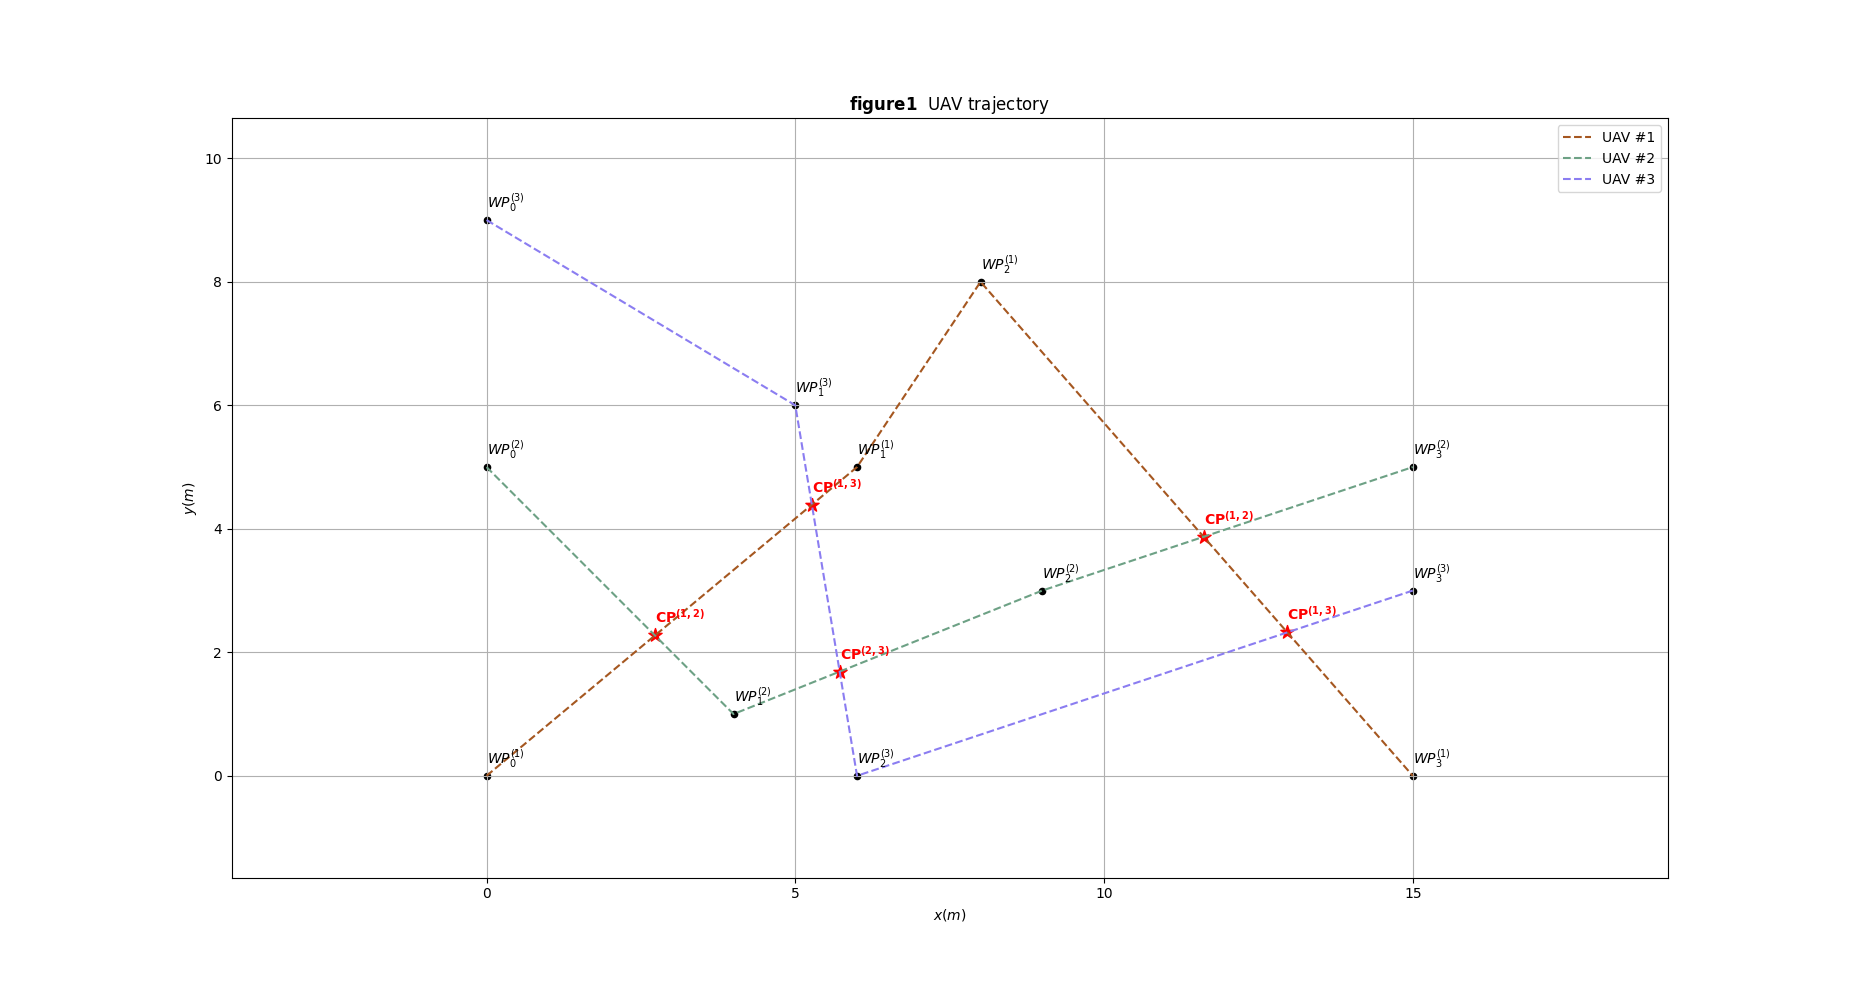 figure1 UAV trajectory
UAV #1
UAV #2
UAV #3
y(m)
10
8
6
4
2
0
WP_0^(3)
WP_2^(1)
WP_1^(3)
WP_0^(2)
WP_1^(1)
WP_3^(2)
CP^(1,3)
CP^(1,2)
WP_2^(2)
WP_3^(3)
CP^(1,2)
CP^(1,3)
CP^(2,3)
WP_1^(2)
WP_0^(1)
WP_2^(3)
WP_3^(1)
0 5 10 15
x(m)